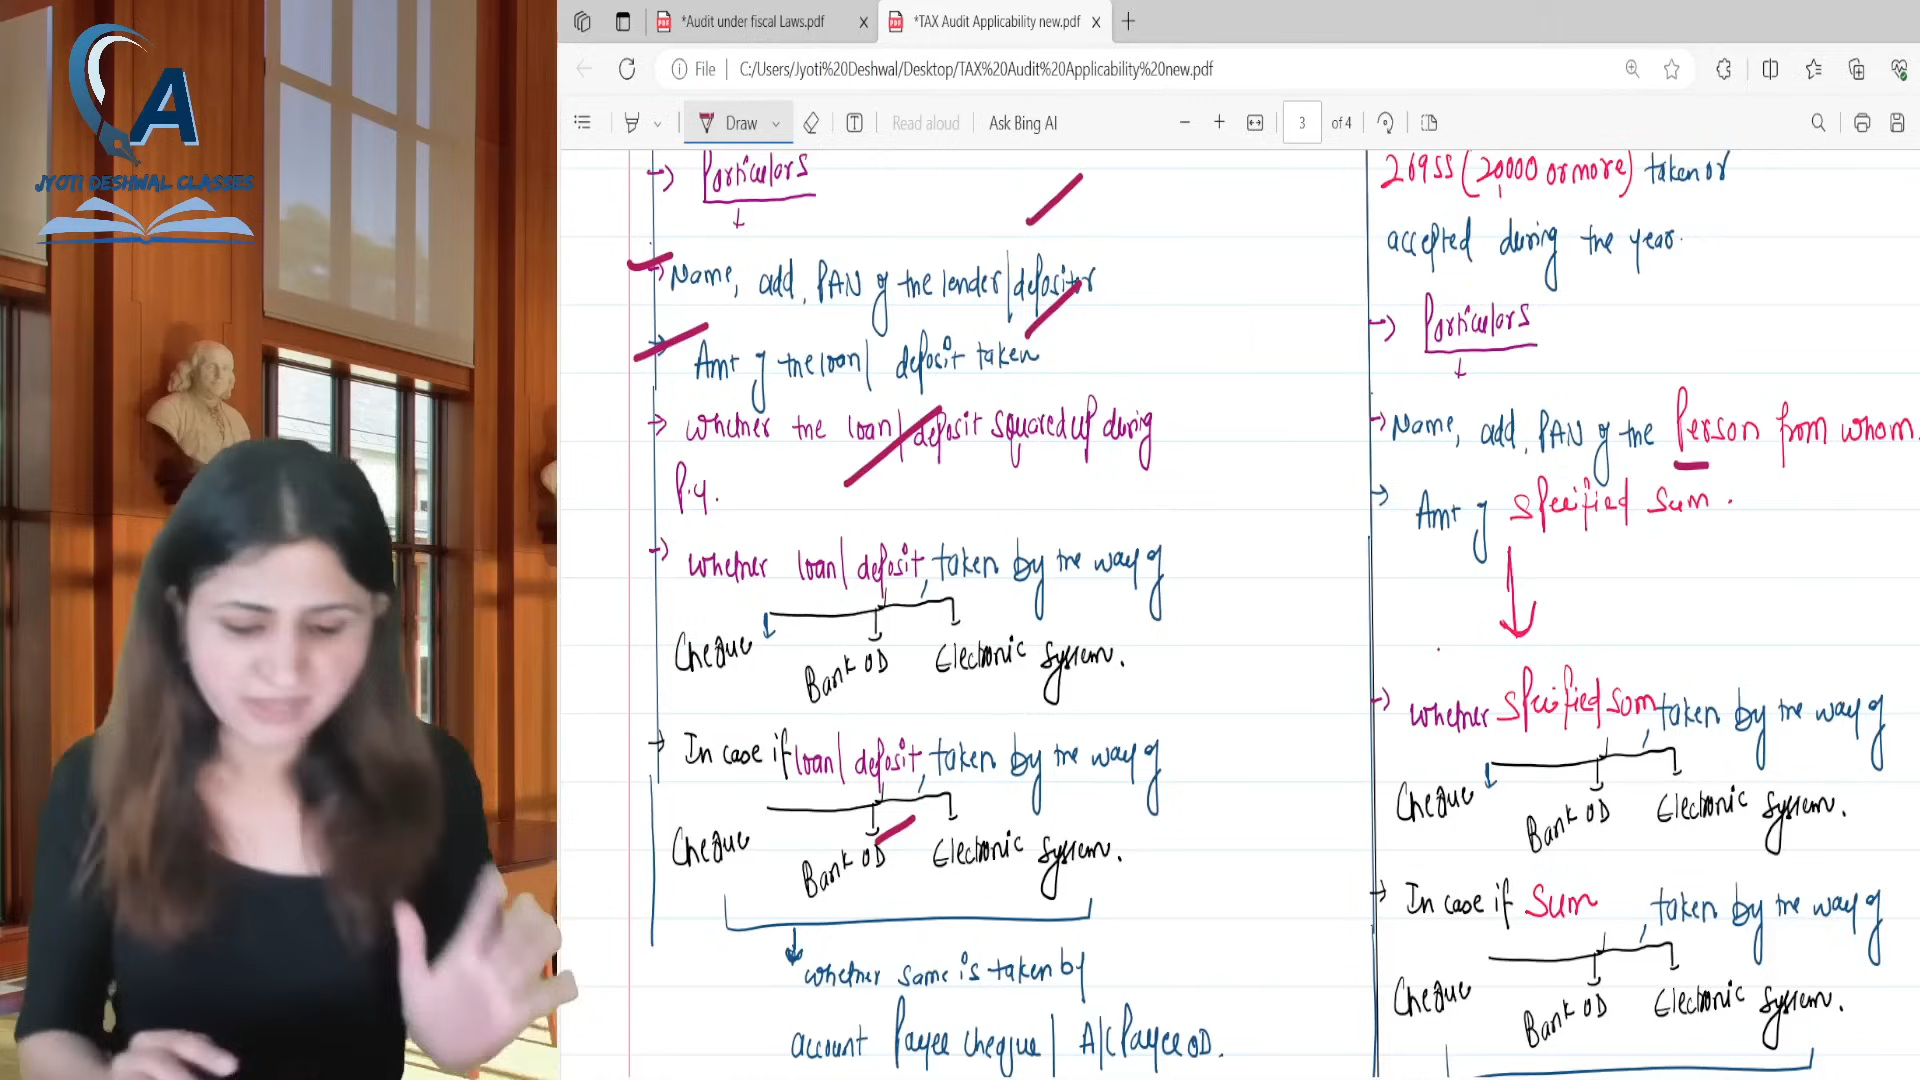 A
JYOTI DESHWAL CLASSES
*Audit under fiscal Laws.pdf
*TAX Audit Applicability new.pdf
File
C:/Users/Jyoti%20Deshwal/Desktop/TAX%20Audit%20Applicability%20new.pdf
Draw
Read aloud
Ask Bing AI
3
of 4
Particulars
Name, add, PAN of the lender/depositor
Amt of the loan/ deposit taken
whether the loan/deposit squared up during
P.Y.
whether loan/ deposit, taken by the way of
Cheque
Bank OD
Electronic System.
In case if loan/ deposit, taken by the way of
Cheque
Bank OD
Electronic System.
whether same is taken by
account Payee cheque/ A/C Payee OD.
269SS (20,000 or more) taken or
accepted during the year.
Particulars
Name, add, PAN of the Person from whom
Amt of specified sum.
whether specified sum taken by the way of
Cheque
Bank OD
Electronic System.
In case if Sum taken by the way of
Cheque
Bank OD
Electronic System.